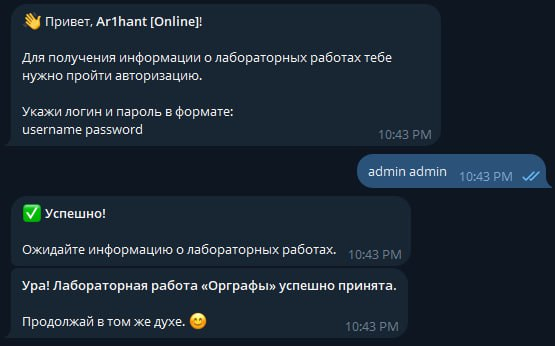 👋 Привет, Ar1hant [Online]!
Для получения информации о лабораторных работах тебе
нужно пройти авторизацию.
Укажи логин и пароль в формате:
username password
10:43 PM
admin admin 10:43 PM
✅ Успешно!
Ожидайте информацию о лабораторных работах. 10:43 PM
Ура! Лабораторная работа «Орграфы» успешно принята.
Продолжай в том же духе. 😊
10:43 PM